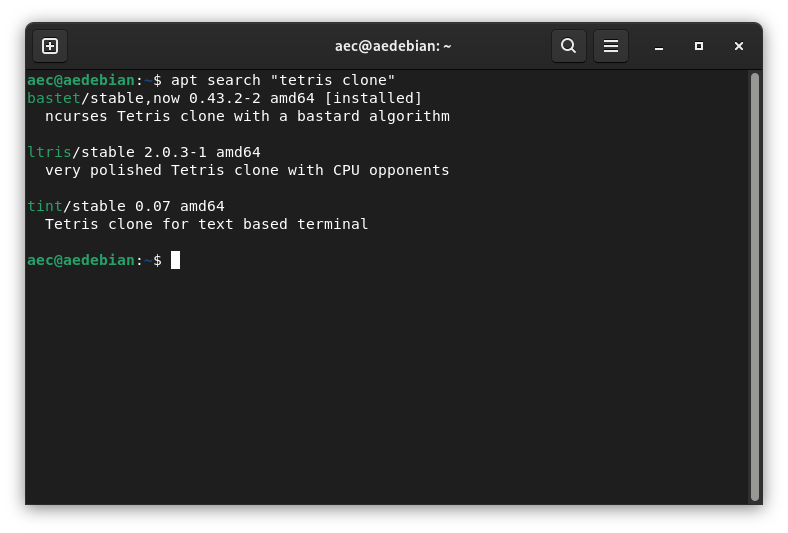 aec@aedebian: ~
aec@aedebian:~$ apt search "tetris clone"
bastet/stable,now 0.43.2-2 amd64 [installed]
  ncurses Tetris clone with a bastard algorithm

ltris/stable 2.0.3-1 amd64
  very polished Tetris clone with CPU opponents

tint/stable 0.07 amd64
  Tetris clone for text based terminal

aec@aedebian:~$